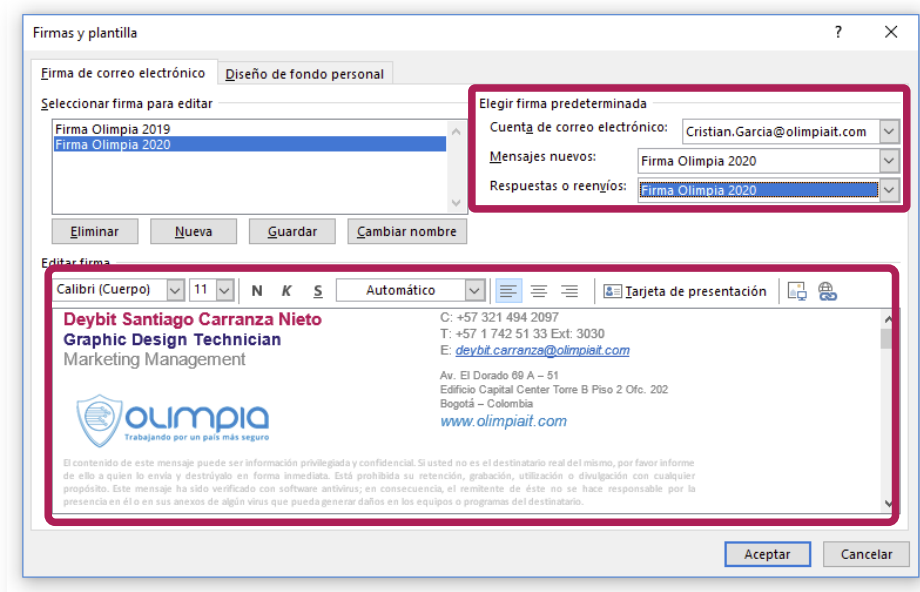 Firmas y plantilla
?
Firma de correo electrónico
Diseño de fondo personal
Seleccionar firma para editar
Firma Olimpia 2019
Firma Olimpia 2020
Elegir firma predeterminada
Cuenta de correo electrónico: Cristian.Garcia@olimpiait.com
Mensajes nuevos: Firma Olimpia 2020
Respuestas o reenvíos: Firma Olimpia 2020
Eliminar Nueva Guardar Cambiar nombre
Editar firma
Calibri (Cuerpo) 11 N K S Automático Tarjeta de presentación
Deybit Santiago Carranza Nieto
Graphic Design Technician
Marketing Management
OLIMPIA
Trabajando por un país más seguro
C: +57 321 494 2097
T: +57 1 742 51 33 Ext: 3030
E: deybit.carranza@olimpiait.com
Av. El Dorado 69 A – 51
Edificio Capital Center Torre B Piso 2 Ofc. 202
Bogotá – Colombia
www.olimpiait.com
El contenido de este mensaje puede ser información privilegiada y confidencial. Si usted no es el destinatario real del mismo, por favor informe
de ello a quien lo envía y destrúyalo en forma inmediata. Está prohibida su retención, grabación, utilización o divulgación con cualquier
propósito. Este mensaje ha sido verificado con software antivirus; en consecuencia, el remitente de éste no se hace responsable por la
presencia en él o en sus anexos de algún virus que pueda generar daños en los equipos o programas del destinatario.
Aceptar Cancelar